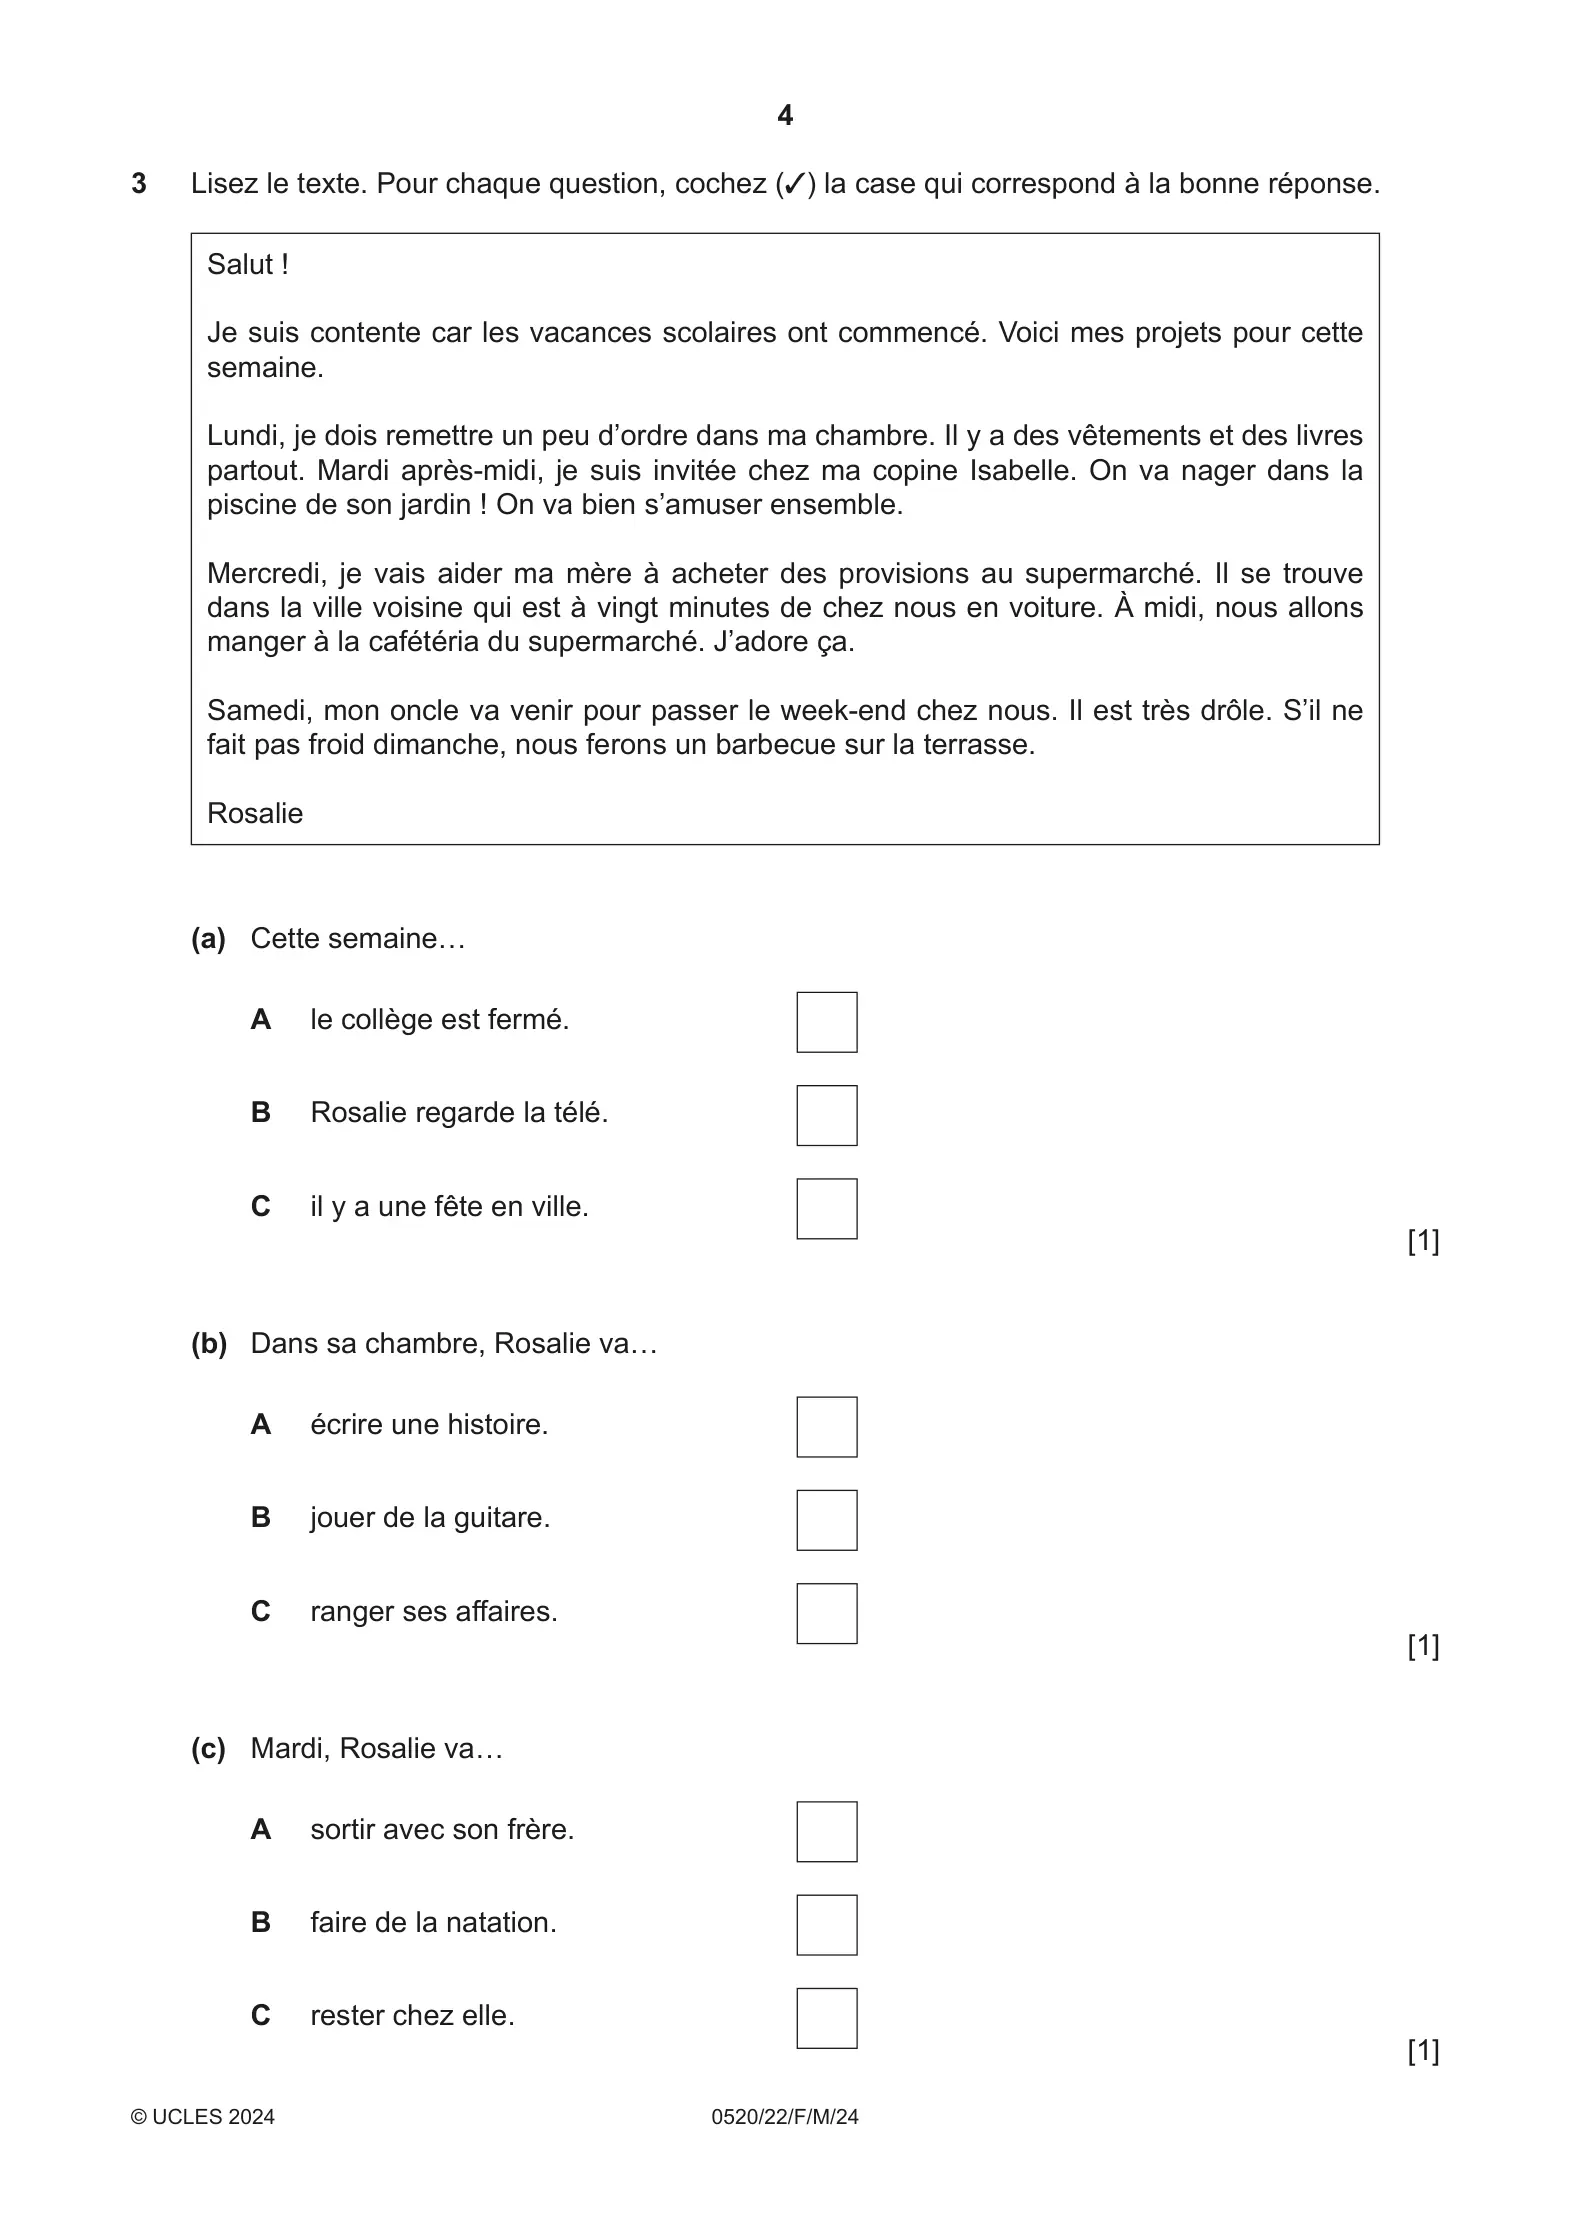 4
3 Lisez le texte. Pour chaque question, cochez (✓) la case qui correspond à la bonne réponse.
Salut !
Je suis contente car les vacances scolaires ont commencé. Voici mes projets pour cette
semaine.
Lundi, je dois remettre un peu d’ordre dans ma chambre. Il y a des vêtements et des livres
partout. Mardi après-midi, je suis invitée chez ma copine Isabelle. On va nager dans la
piscine de son jardin ! On va bien s’amuser ensemble.
Mercredi, je vais aider ma mère à acheter des provisions au supermarché. Il se trouve
dans la ville voisine qui est à vingt minutes de chez nous en voiture. À midi, nous allons
manger à la cafétéria du supermarché. J’adore ça.
Samedi, mon oncle va venir pour passer le week-end chez nous. Il est très drôle. S’il ne
fait pas froid dimanche, nous ferons un barbecue sur la terrasse.
Rosalie
(a) Cette semaine…
A le collège est fermé.
B Rosalie regarde la télé.
C il y a une fête en ville.
[1]
(b) Dans sa chambre, Rosalie va…
A écrire une histoire.
B jouer de la guitare.
C ranger ses affaires.
[1]
(c) Mardi, Rosalie va…
A sortir avec son frère.
B faire de la natation.
C rester chez elle.
[1]
© UCLES 2024 0520/22/F/M/24